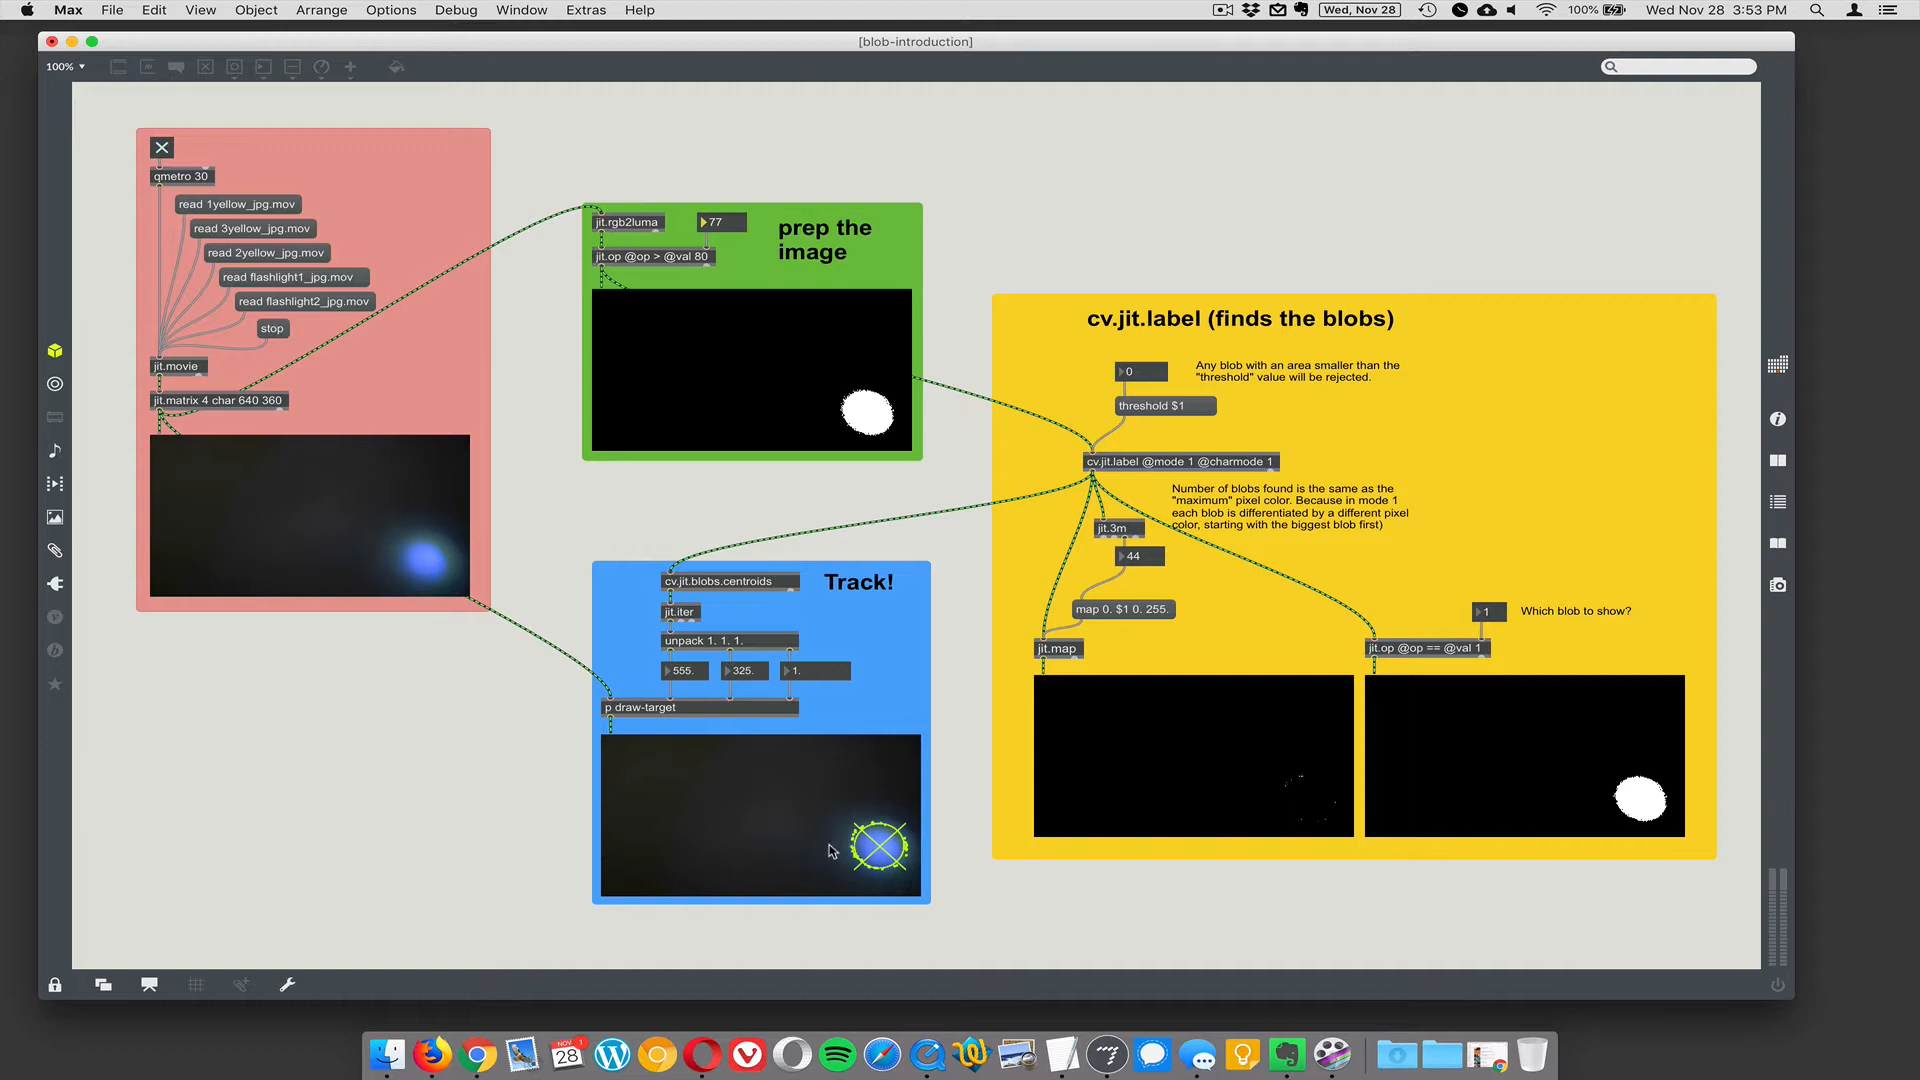 Max File Edit View Object Arrange Options Debug Window Extras Help
Wed, Nov 28
100%
Wed Nov 28 3:53 PM
[blob-introduction]
100%
qmetro 30
read 1yellow_jpg.mov
read 3yellow_jpg.mov
read 2yellow_jpg.mov
read flashlight1_jpg.mov
read flashlight2_jpg.mov
stop
jit.movie
jit.matrix 4 char 640 360
jit.rgb2luma
77
jit.op @op > @val 80
prep the
image
cv.jit.label (finds the blobs)
0
Any blob with an area smaller than the
"threshold" value will be rejected.
threshold $1
cv.jit.label @mode 1 @charmode 1
Number of blobs found is the same as the
"maximum" pixel color. Because in mode 1
each blob is differentiated by a different pixel
color, starting with the biggest blob first)
jit.3m
44
map 0. $1 0. 255.
jit.map
1
Which blob to show?
jit.op @op == @val 1
cv.jit.blobs.centroids
Track!
jit.iter
unpack 1. 1. 1.
555.
325.
1.
p draw-target
NOV
28
1